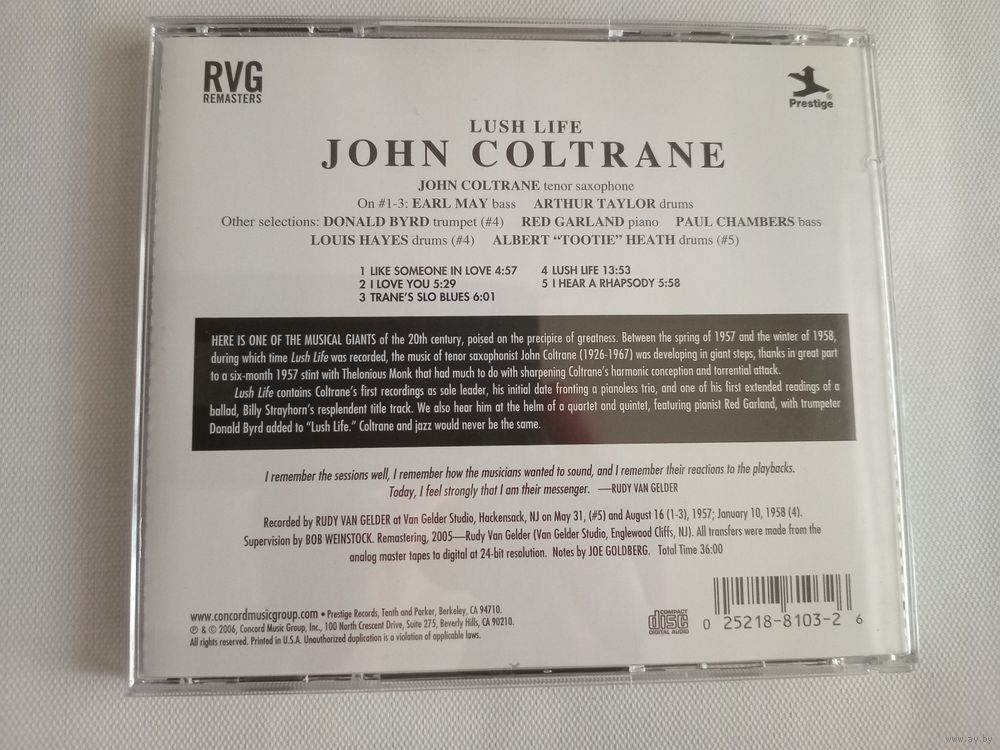 RVG
REMASTERS
Prestige®
LUSH LIFE
JOHN COLTRANE
JOHN COLTRANE tenor saxophone
On #1-3: EARL MAY bass ARTHUR TAYLOR drums
Other selections: DONALD BYRD trumpet (#4) RED GARLAND piano PAUL CHAMBERS bass
LOUIS HAYES drums (#4) ALBERT “TOOTIE” HEATH drums (#5)
1 LIKE SOMEONE IN LOVE 4:57
2 I LOVE YOU 5:29
3 TRANE'S SLO BLUES 6:01
4 LUSH LIFE 13:53
5 I HEAR A RHAPSODY 5:58
HERE IS ONE OF THE MUSICAL GIANTS of the 20th century, poised on the precipice of greatness. Between the spring of 1957 and the winter of 1958,
during which time Lush Life was recorded, the music of tenor saxophonist John Coltrane (1926-1967) was developing in giant steps, thanks in great part
to a six-month 1957 stint with Thelonious Monk that had much to do with sharpening Coltrane's harmonic conception and torrential attack.
Lush Life contains Coltrane's first recordings as sole leader, his initial date fronting a pianoless trio, and one of his first extended readings of a
ballad, Billy Strayhorn's resplendent title track. We also hear him at the helm of a quartet and quintet, featuring pianist Red Garland, with trumpeter
Donald Byrd added to “Lush Life.” Coltrane and jazz would never be the same.
I remember the sessions well, I remember how the musicians wanted to sound, and I remember their reactions to the playbacks.
Today, I feel strongly that I am their messenger. —RUDY VAN GELDER
Recorded by RUDY VAN GELDER at Van Gelder Studio, Hackensack, NJ on May 31, (#5) and August 16 (1-3), 1957; January 10, 1958 (4).
Supervision by BOB WEINSTOCK. Remastering, 2005—Rudy Van Gelder (Van Gelder Studio, Englewood Cliffs, NJ). All transfers were made from the
analog master tapes to digital at 24-bit resolution. Notes by JOE GOLDBERG. Total Time 36:00
www.concordmusicgroup.com • Prestige Records, Tenth and Parker, Berkeley, CA 94710.
℗ & © 2006, Concord Music Group, Inc., 100 North Crescent Drive, Suite 275, Beverly Hills, CA 90210.
All rights reserved. Printed in U.S.A. Unauthorized duplication is a violation of applicable laws.
COMPACT
disc
DIGITAL AUDIO
0 25218-8103-2 6
www.ay.by